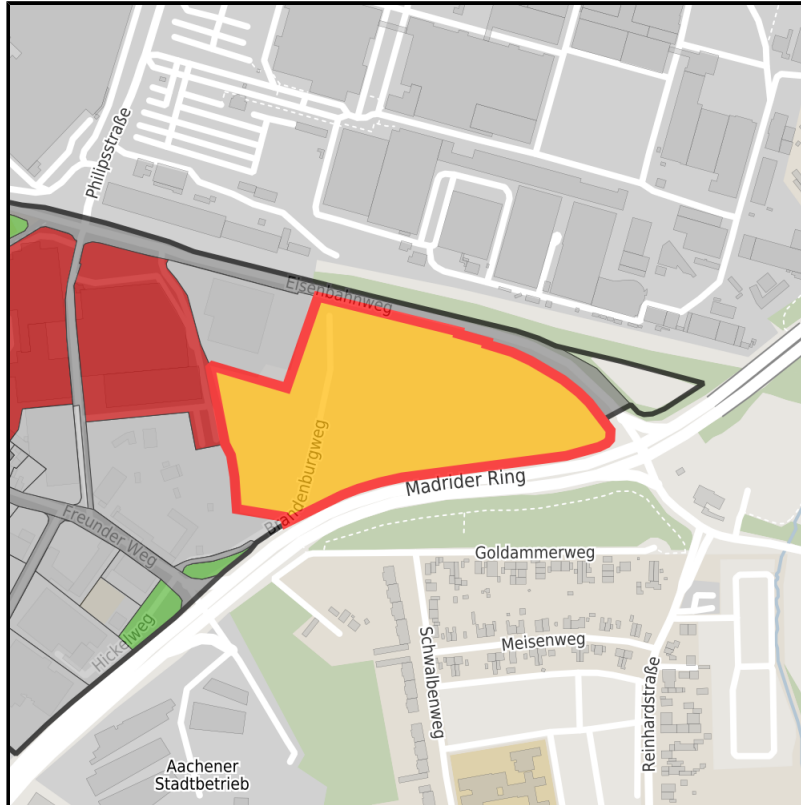 Philipsstraße
Eisenbahnweg
Brandenburgweg
Madrider Ring
Freunder Weg
Goldammerweg
Hickelweg
Schwalbenweg
Meisenweg
Reinhardstraße
Aachener
Stadtbetrieb